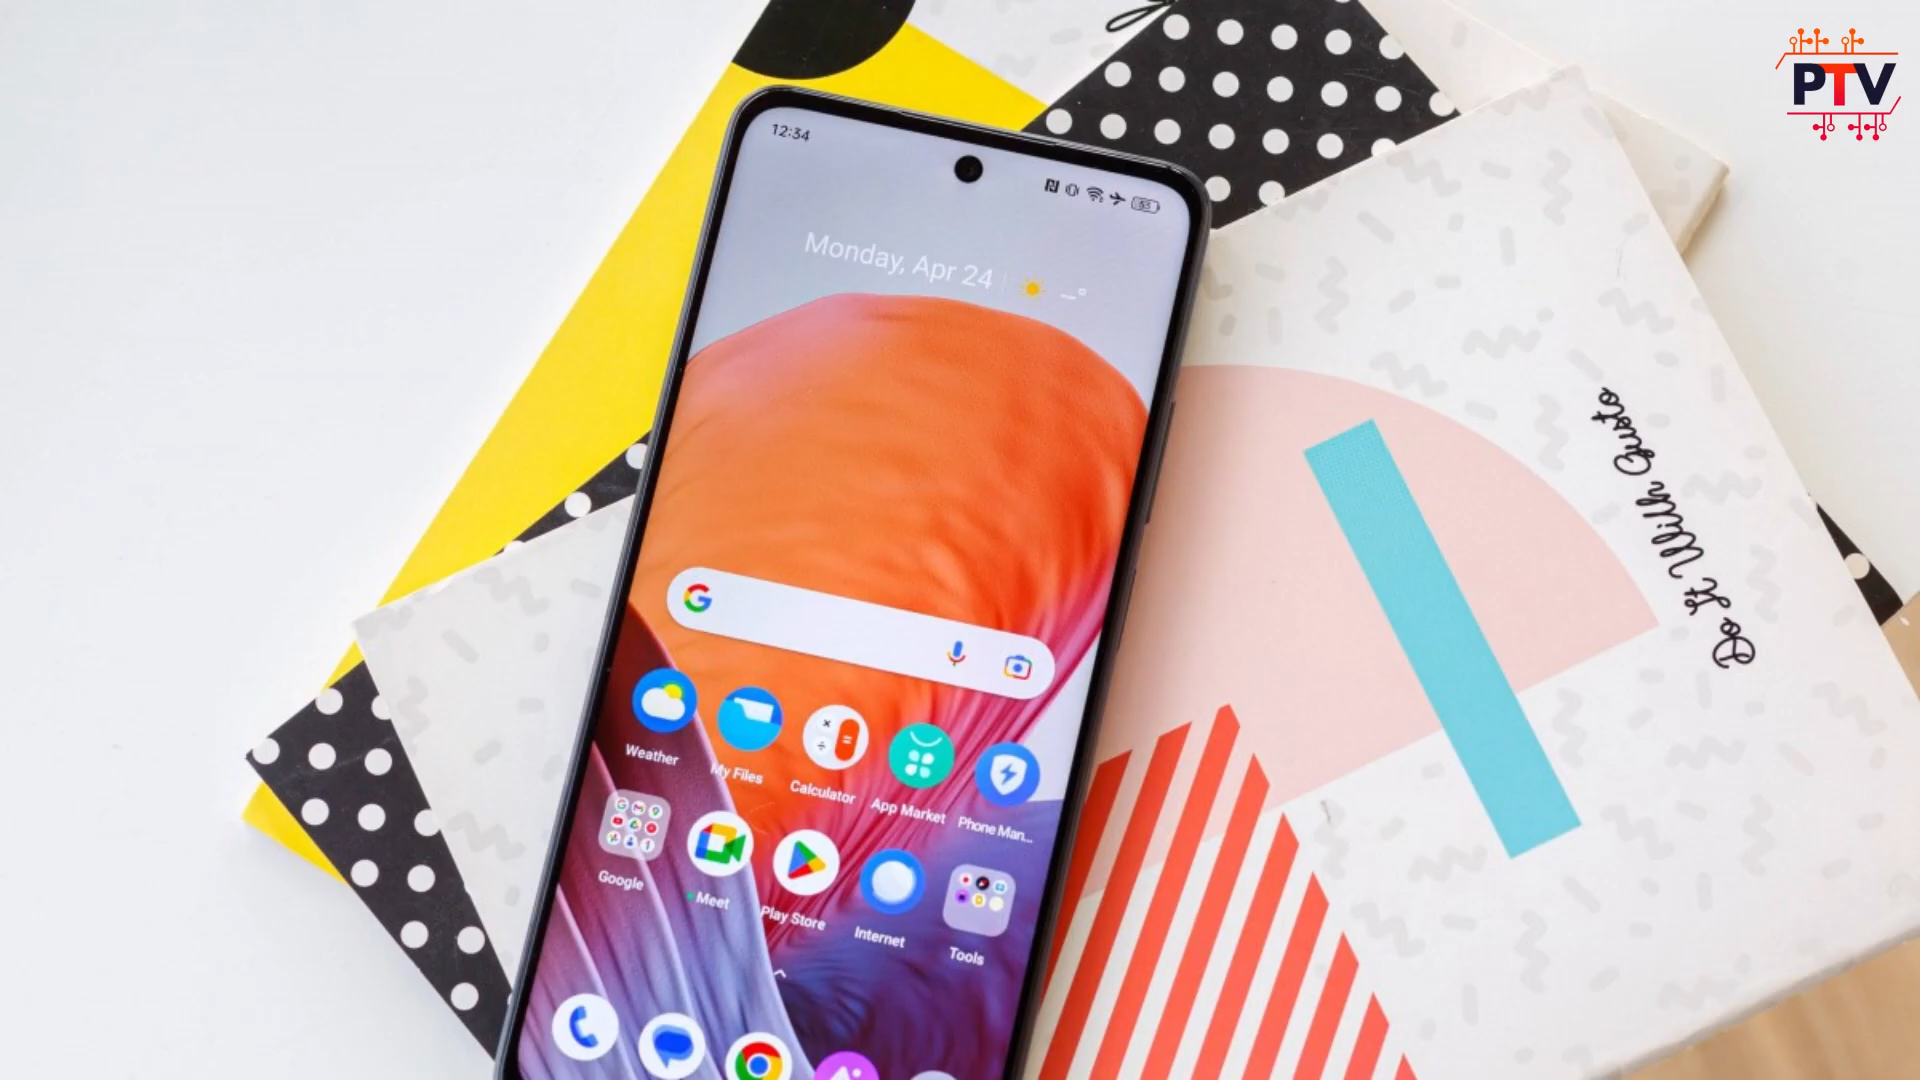 PTV
12:34
Monday, Apr 24
Do It With Gusto
Weather
My Files
Calculator
App Market
Phone Man...
Google
Meet
Play Store
Internet
Tools